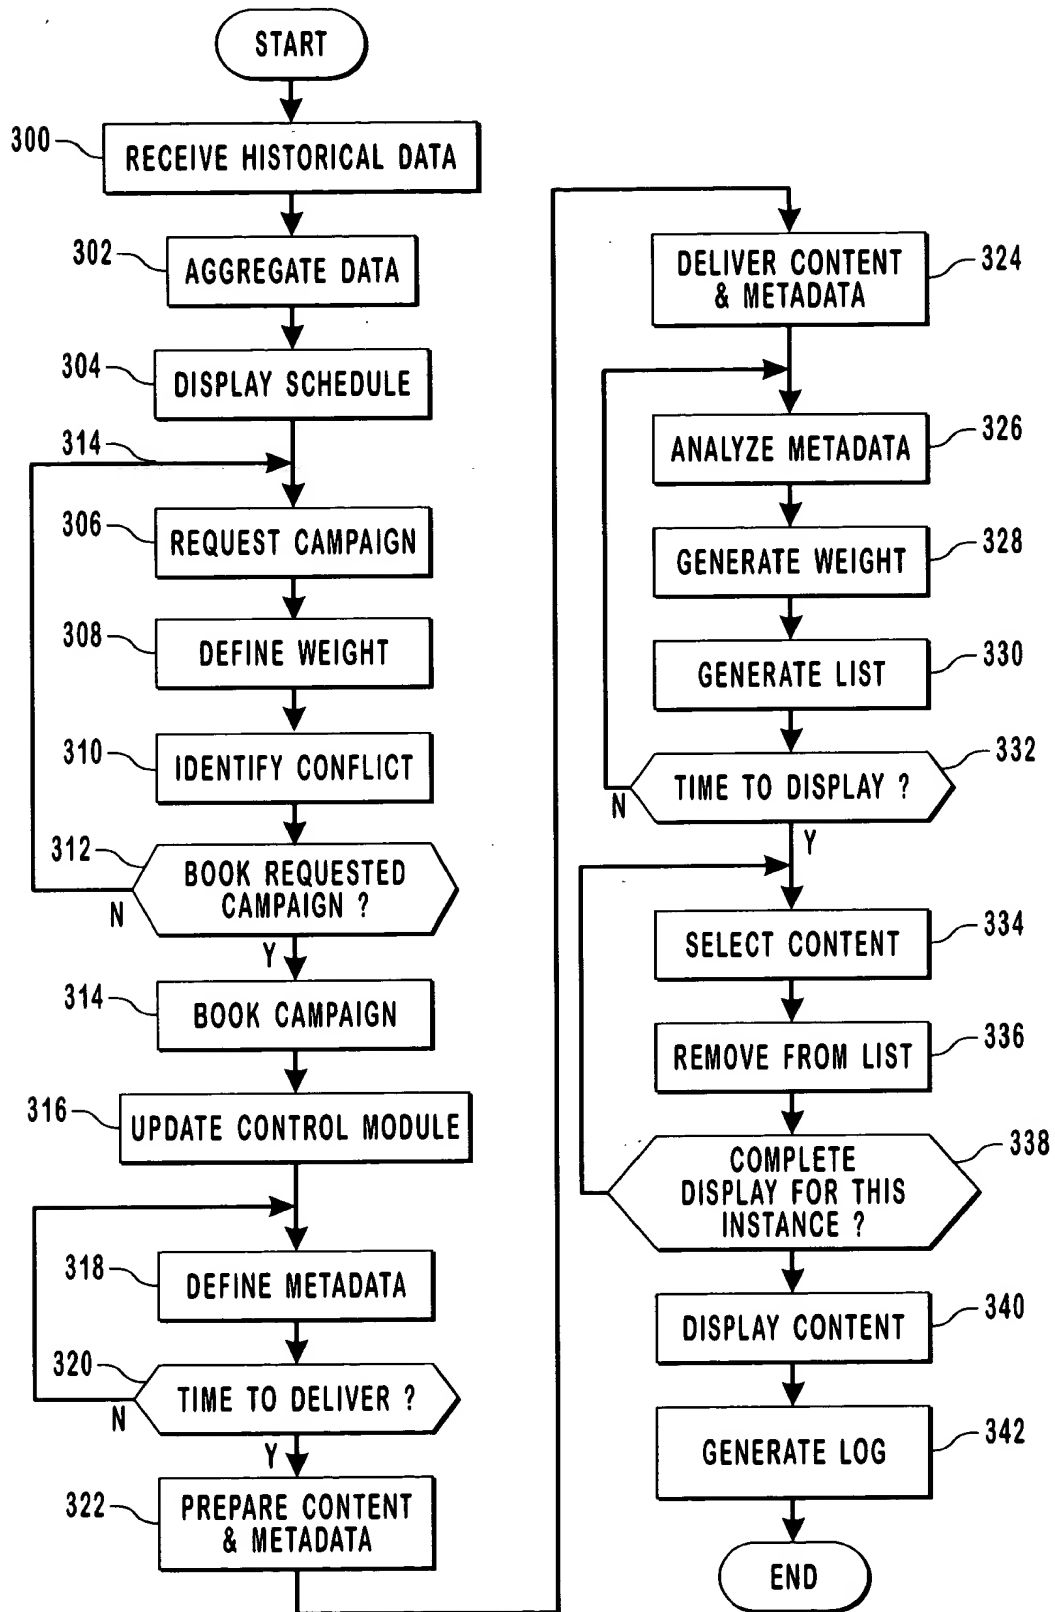 START
300
RECEIVE HISTORICAL DATA
302
AGGREGATE DATA
304
DISPLAY SCHEDULE
314
306
REQUEST CAMPAIGN
308
DEFINE WEIGHT
310
IDENTIFY CONFLICT
312
BOOK REQUESTED
CAMPAIGN ?
N
Y
314
BOOK CAMPAIGN
316
UPDATE CONTROL MODULE
318
DEFINE METADATA
320
TIME TO DELIVER ?
N
Y
322
PREPARE CONTENT
& METADATA
DELIVER CONTENT
& METADATA
324
ANALYZE METADATA
326
GENERATE WEIGHT
328
GENERATE LIST
330
TIME TO DISPLAY ?
332
N
Y
SELECT CONTENT
334
REMOVE FROM LIST
336
COMPLETE
DISPLAY FOR THIS
INSTANCE ?
338
DISPLAY CONTENT
340
GENERATE LOG
342
END